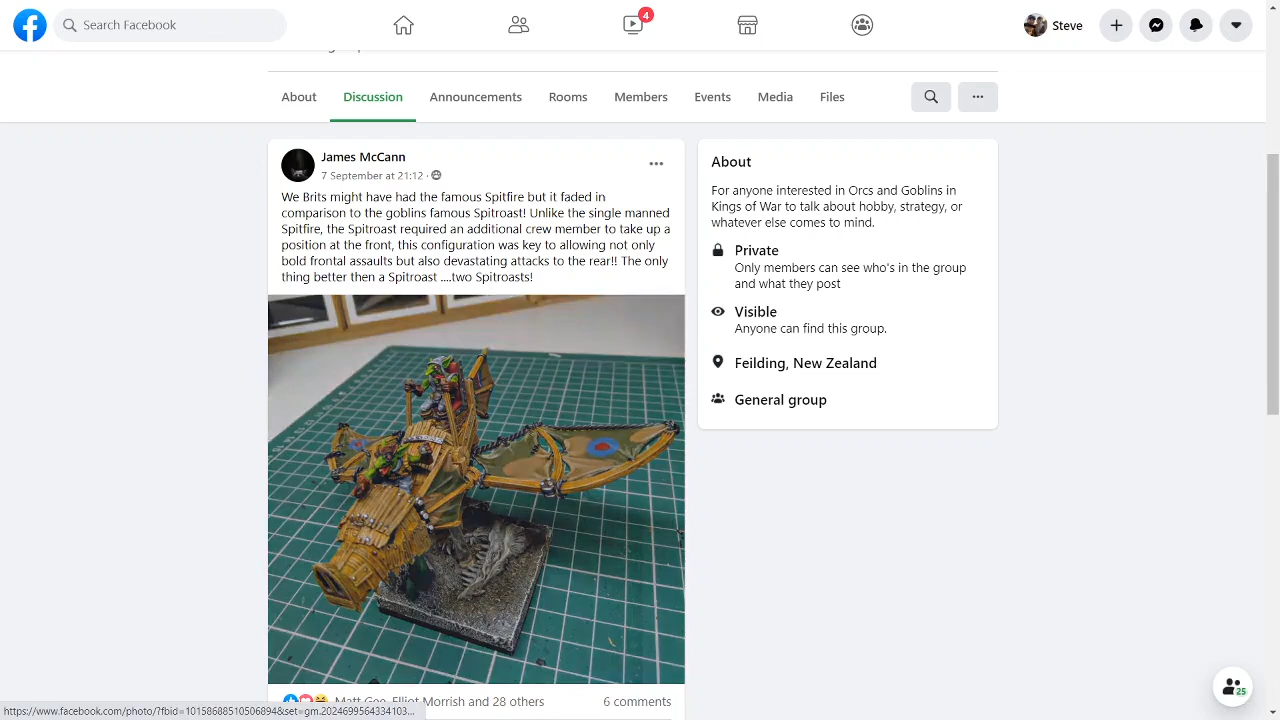 Search Facebook
4
Steve
About
Discussion
Announcements
Rooms
Members
Events
Media
Files
James McCann
7 September at 21:12 ·
We Brits might have had the famous Spitfire but it faded in
comparison to the goblins famous Spitroast! Unlike the single manned
Spitfire, the Spitroast required an additional crew member to take up a
position at the front, this configuration was key to allowing not only
bold frontal assaults but also devastating attacks to the rear!! The only
thing better then a Spitroast ....two Spitroasts!
Matt Gee, Elliot Morrish and 28 others
6 comments
About
For anyone interested in Orcs and Goblins in
Kings of War to talk about hobby, strategy, or
whatever else comes to mind.
Private
Only members can see who's in the group
and what they post
Visible
Anyone can find this group.
Feilding, New Zealand
General group
25
https://www.facebook.com/photo/?fbid=10158688510506894&set=gm.2024699564334103...